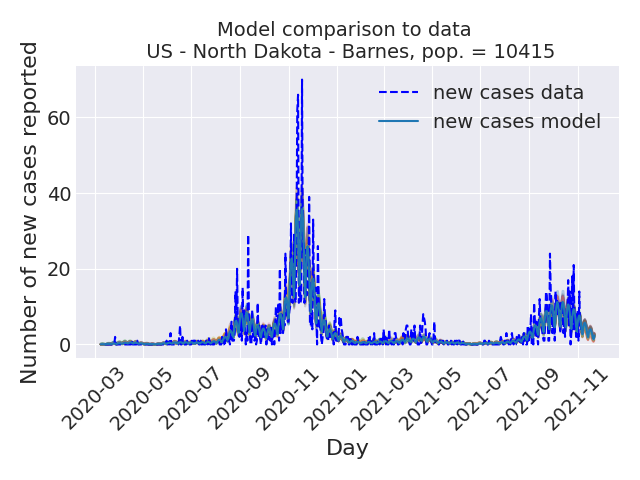 Model comparison to data
US - North Dakota - Barnes, pop. = 10415
Number of new cases reported
60
40
20
0
new cases data
new cases model
2020-03
2020-05
2020-07
2020-09
2020-11
2021-01
2021-03
2021-05
2021-07
2021-09
2021-11
Day